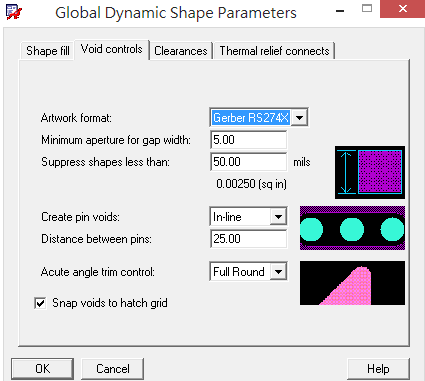 Global Dynamic Shape Parameters
Shape fill Void controls Clearances Thermal relief connects
Artwork format: Gerber RS274X
Minimum aperture for gap width: 5.00
Suppress shapes less than: 50.00 mils
0.00250 (sq in)
Create pin voids: In-line
Distance between pins: 25.00
Acute angle trim control: Full Round
Snap voids to hatch grid
OK Cancel Help